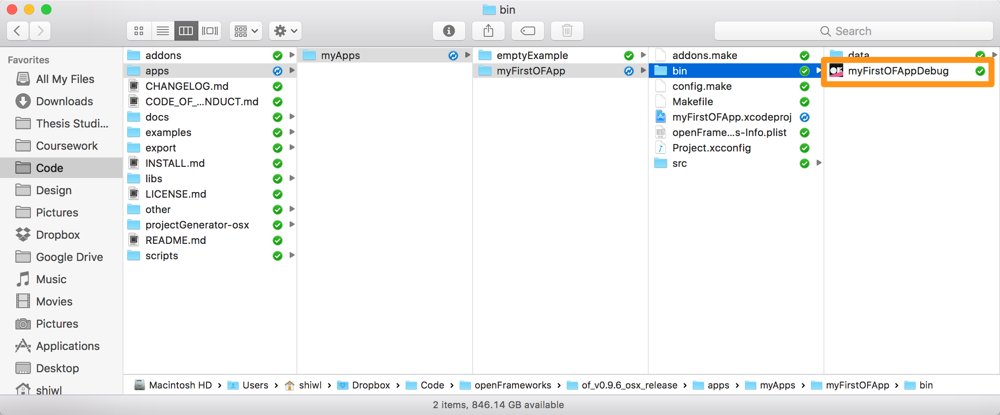 bin
Search
Favorites
All My Files
Downloads
Thesis Studi...
Coursework
Code
Design
Pictures
Dropbox
Google Drive
Music
Movies
Pictures
Applications
Desktop
shiwl
addons
apps
CHANGELOG.md
CODE_OF_...NDUCT.md
docs
examples
export
INSTALL.md
libs
LICENSE.md
other
projectGenerator-osx
README.md
scripts
myApps
emptyExample
myFirstOFApp
addons.make
bin
config.make
Makefile
myFirstOFApp.xcodeproj
openFrame...s-Info.plist
Project.xcconfig
src
data
myFirstOFAppDebug
Macintosh HD › Users › shiwl › Dropbox › Code › openFrameworks › of_v0.9.6_osx_release › apps › myApps › myFirstOFApp › bin
2 items, 846.14 GB available